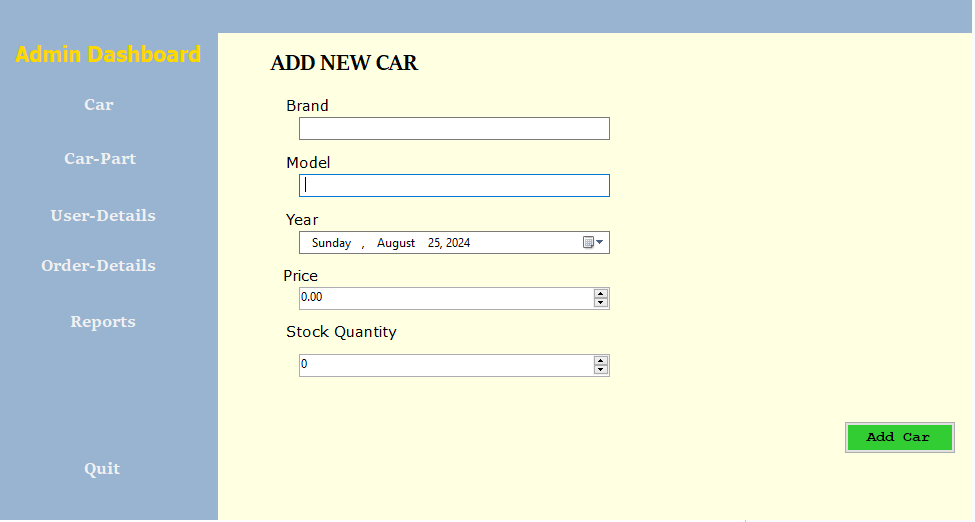 Admin Dashboard
Car
Car-Part
User-Details
Order-Details
Reports
Quit
ADD NEW CAR
Brand
Model
Year
Sunday , August 25, 2024
Price
0.00
Stock Quantity
0
Add Car